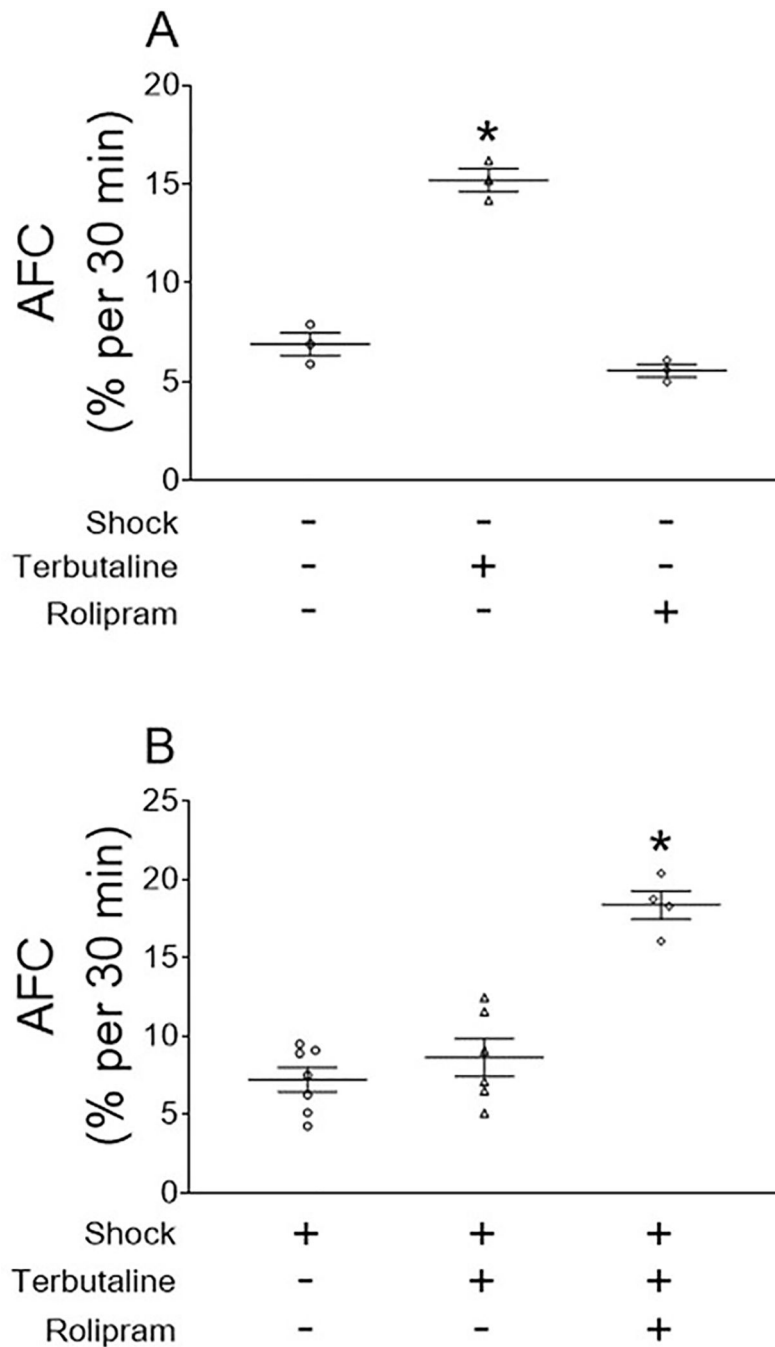 A
AFC
(% per 30 min)
20
15
10
5
0
*
Shock - - -
Terbutaline - + -
Rolipram - - +
B
AFC
(% per 30 min)
25
20
15
10
5
0
*
Shock + + +
Terbutaline - + +
Rolipram - - +